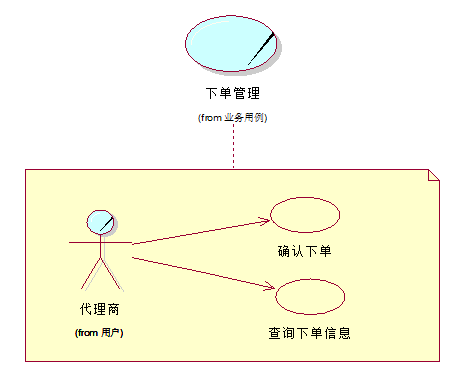 下单管理
(from 业务用例)
确认下单
代理商
(from 用户)
查询下单信息